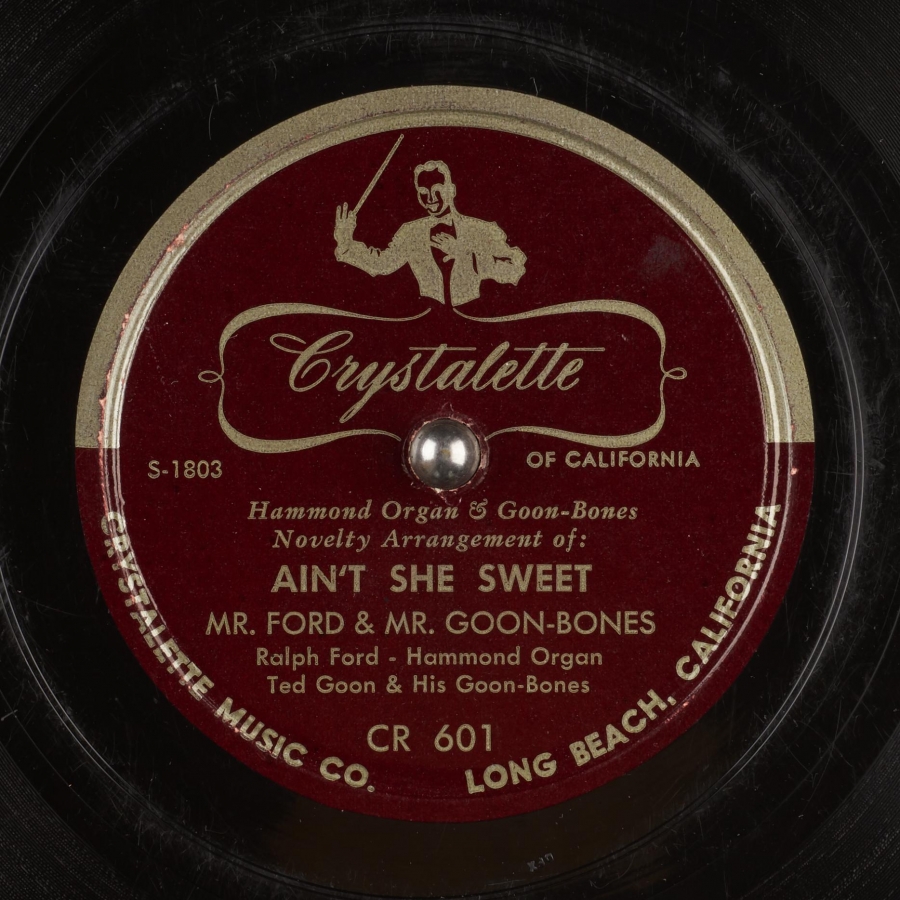 Crystalette
S-1803
OF CALIFORNIA
Hammond Organ & Goon-Bones
Novelty Arrangement of:
AIN'T SHE SWEET
MR. FORD & MR. GOON-BONES
Ralph Ford - Hammond Organ
Ted Goon & His Goon-Bones
CR 601
CRYSTALETTE MUSIC CO.
LONG BEACH, CALIFORNIA